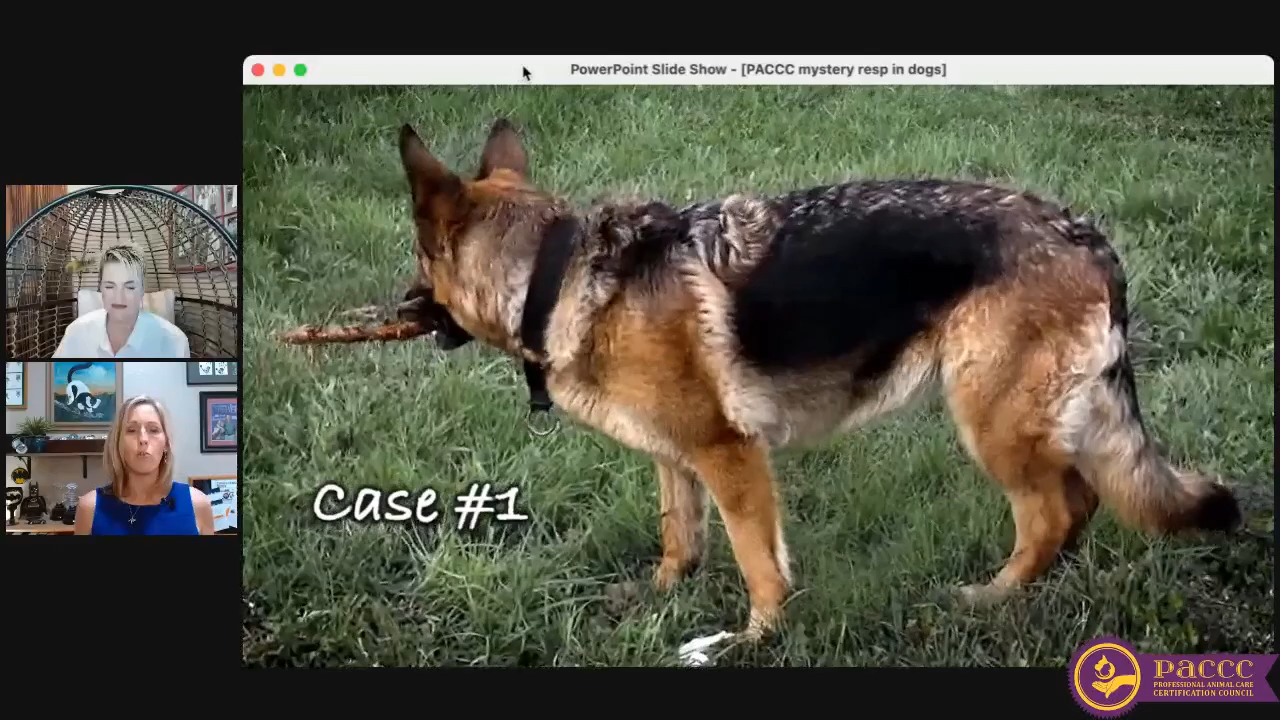 PowerPoint Slide Show - [PACCC mystery resp in dogs]
Case #1
PACCC
PROFESSIONAL ANIMAL CARE
CERTIFICATION COUNCIL